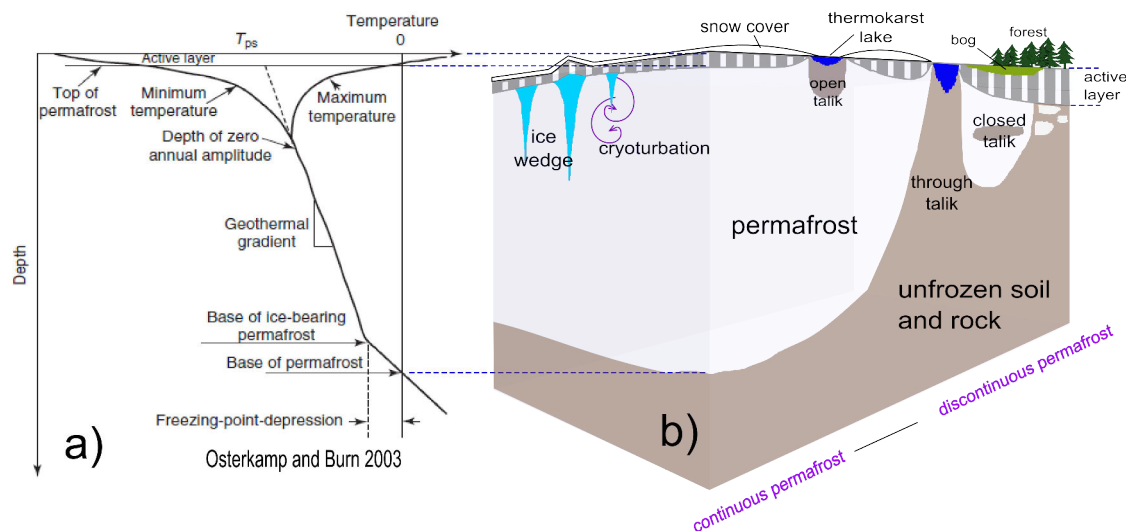 Temperature
T_ps
0
Active layer
Top of
permafrost
Minimum
temperature
Maximum
temperature
Depth of zero
annual amplitude
Geothermal
gradient
Depth
Base of ice-bearing
permafrost
Base of permafrost
Freezing-point-depression
a)
Osterkamp and Burn 2003
snow cover
thermokarst
lake
forest
bog
active
layer
open
talik
closed
talik
ice
wedge
cryoturbation
through
talik
permafrost
unfrozen soil
and rock
b)
continuous permafrost
discontinuous permafrost